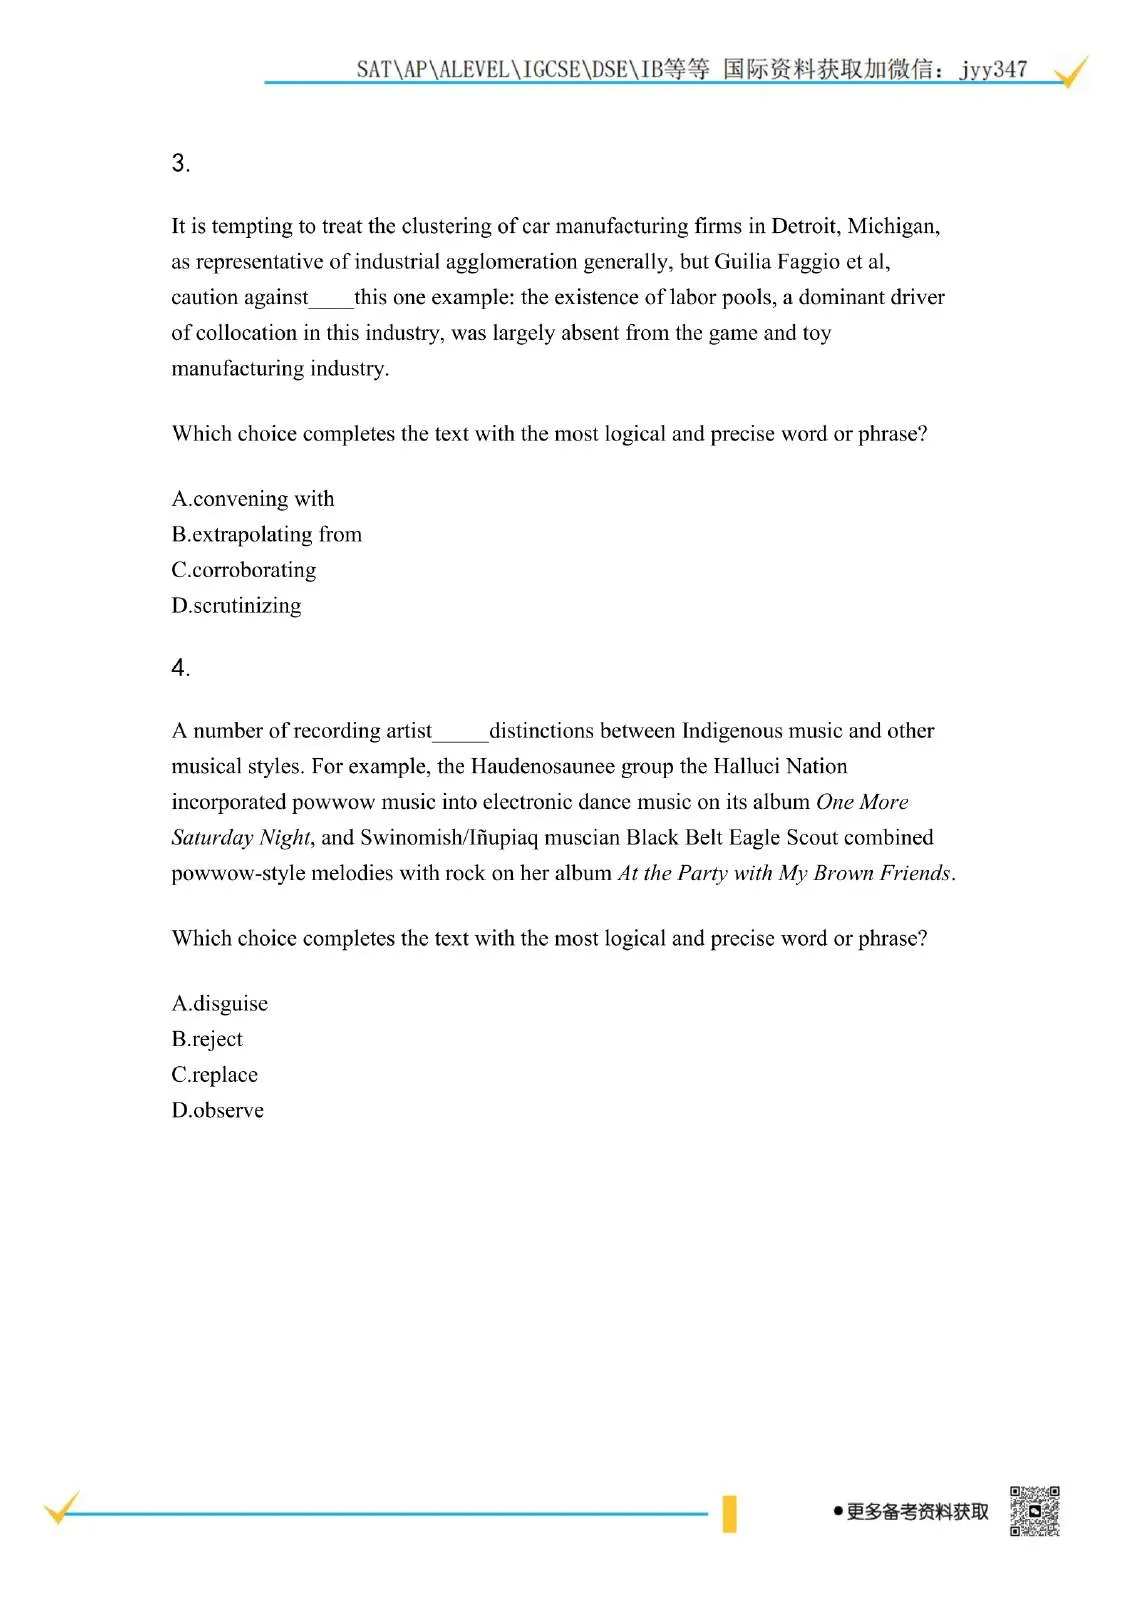 SAT\AP\ALEVEL\IGCSE\DSE\IB等等 国际资料获取加微信：jyy347
3.
It is tempting to treat the clustering of car manufacturing firms in Detroit, Michigan,
as representative of industrial agglomeration generally, but Guilia Faggio et al,
caution against____this one example: the existence of labor pools, a dominant driver
of collocation in this industry, was largely absent from the game and toy
manufacturing industry.
Which choice completes the text with the most logical and precise word or phrase?
A.convening with
B.extrapolating from
C.corroborating
D.scrutinizing
4.
A number of recording artist_____distinctions between Indigenous music and other
musical styles. For example, the Haudenosaunee group the Halluci Nation
incorporated powwow music into electronic dance music on its album One More
Saturday Night, and Swinomish/Iñupiaq muscian Black Belt Eagle Scout combined
powwow-style melodies with rock on her album At the Party with My Brown Friends.
Which choice completes the text with the most logical and precise word or phrase?
A.disguise
B.reject
C.replace
D.observe
●更多备考资料获取